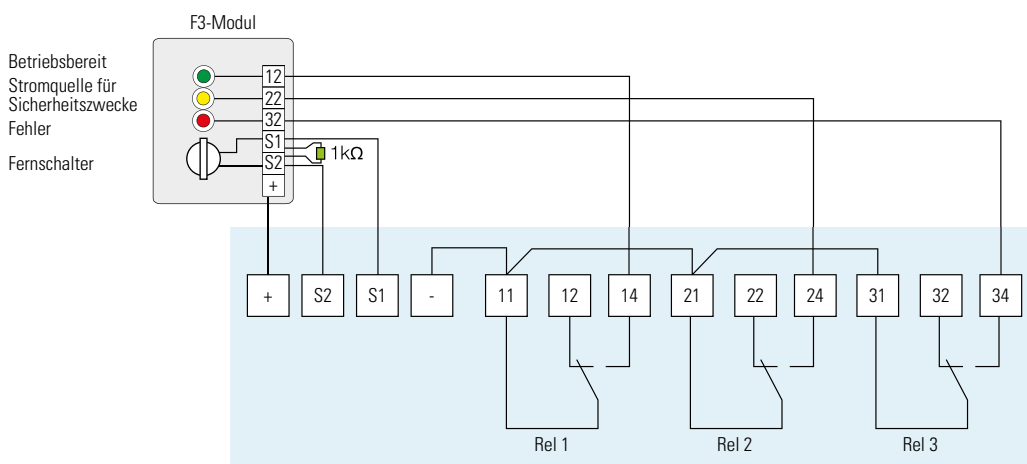 F3-Modul
Betriebsbereit
Stromquelle für
Sicherheitszwecke
Fehler
Fernschalter
12
22
32
S1
S2
+
1kΩ
+ S2 S1 - 11 12 14 21 22 24 31 32 34
Rel 1 Rel 2 Rel 3